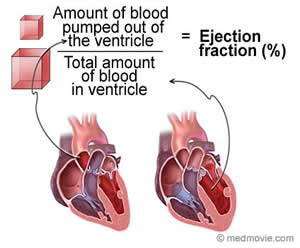 Amount of blood
pumped out of
the ventricle
= Ejection
fraction (%)
Total amount
of blood
in ventricle
© medmovie.com